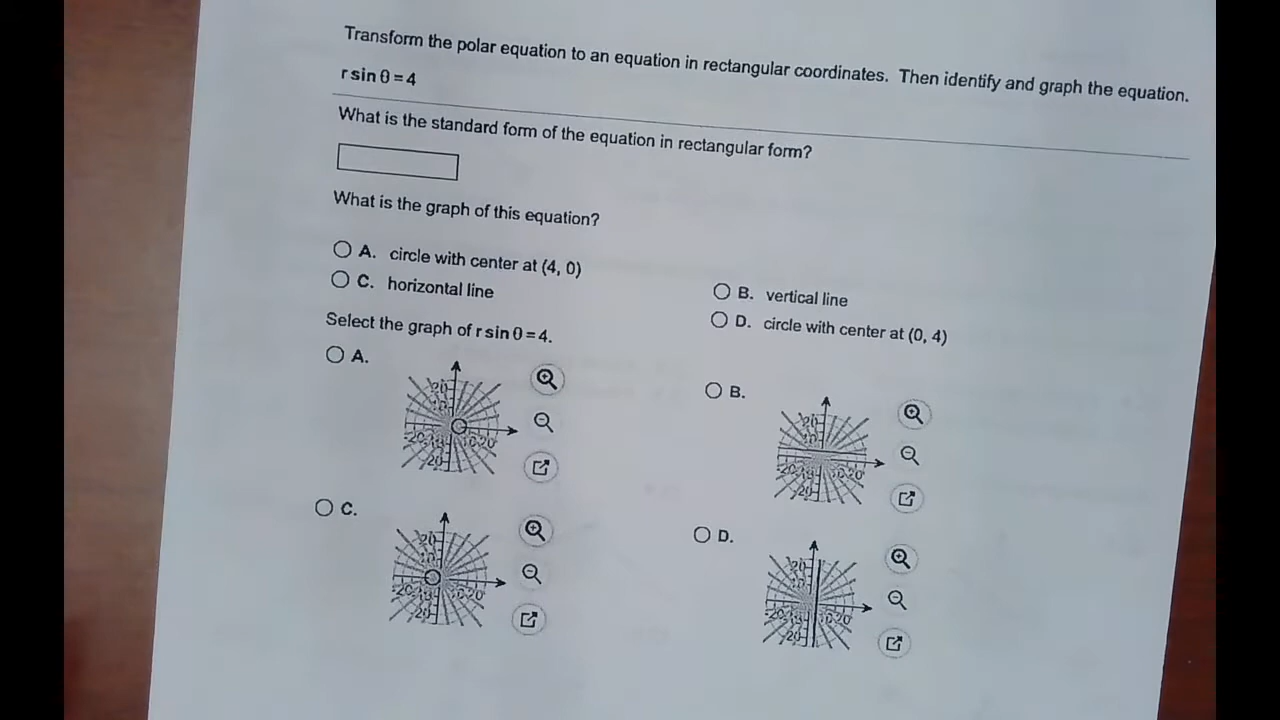 Transform the polar equation to an equation in rectangular coordinates. Then identify and graph the equation.
r sin θ = 4
What is the standard form of the equation in rectangular form?
What is the graph of this equation?
A. circle with center at (4, 0)
B. vertical line
C. horizontal line
D. circle with center at (0, 4)
Select the graph of r sin θ = 4.
A.
B.
C.
D.